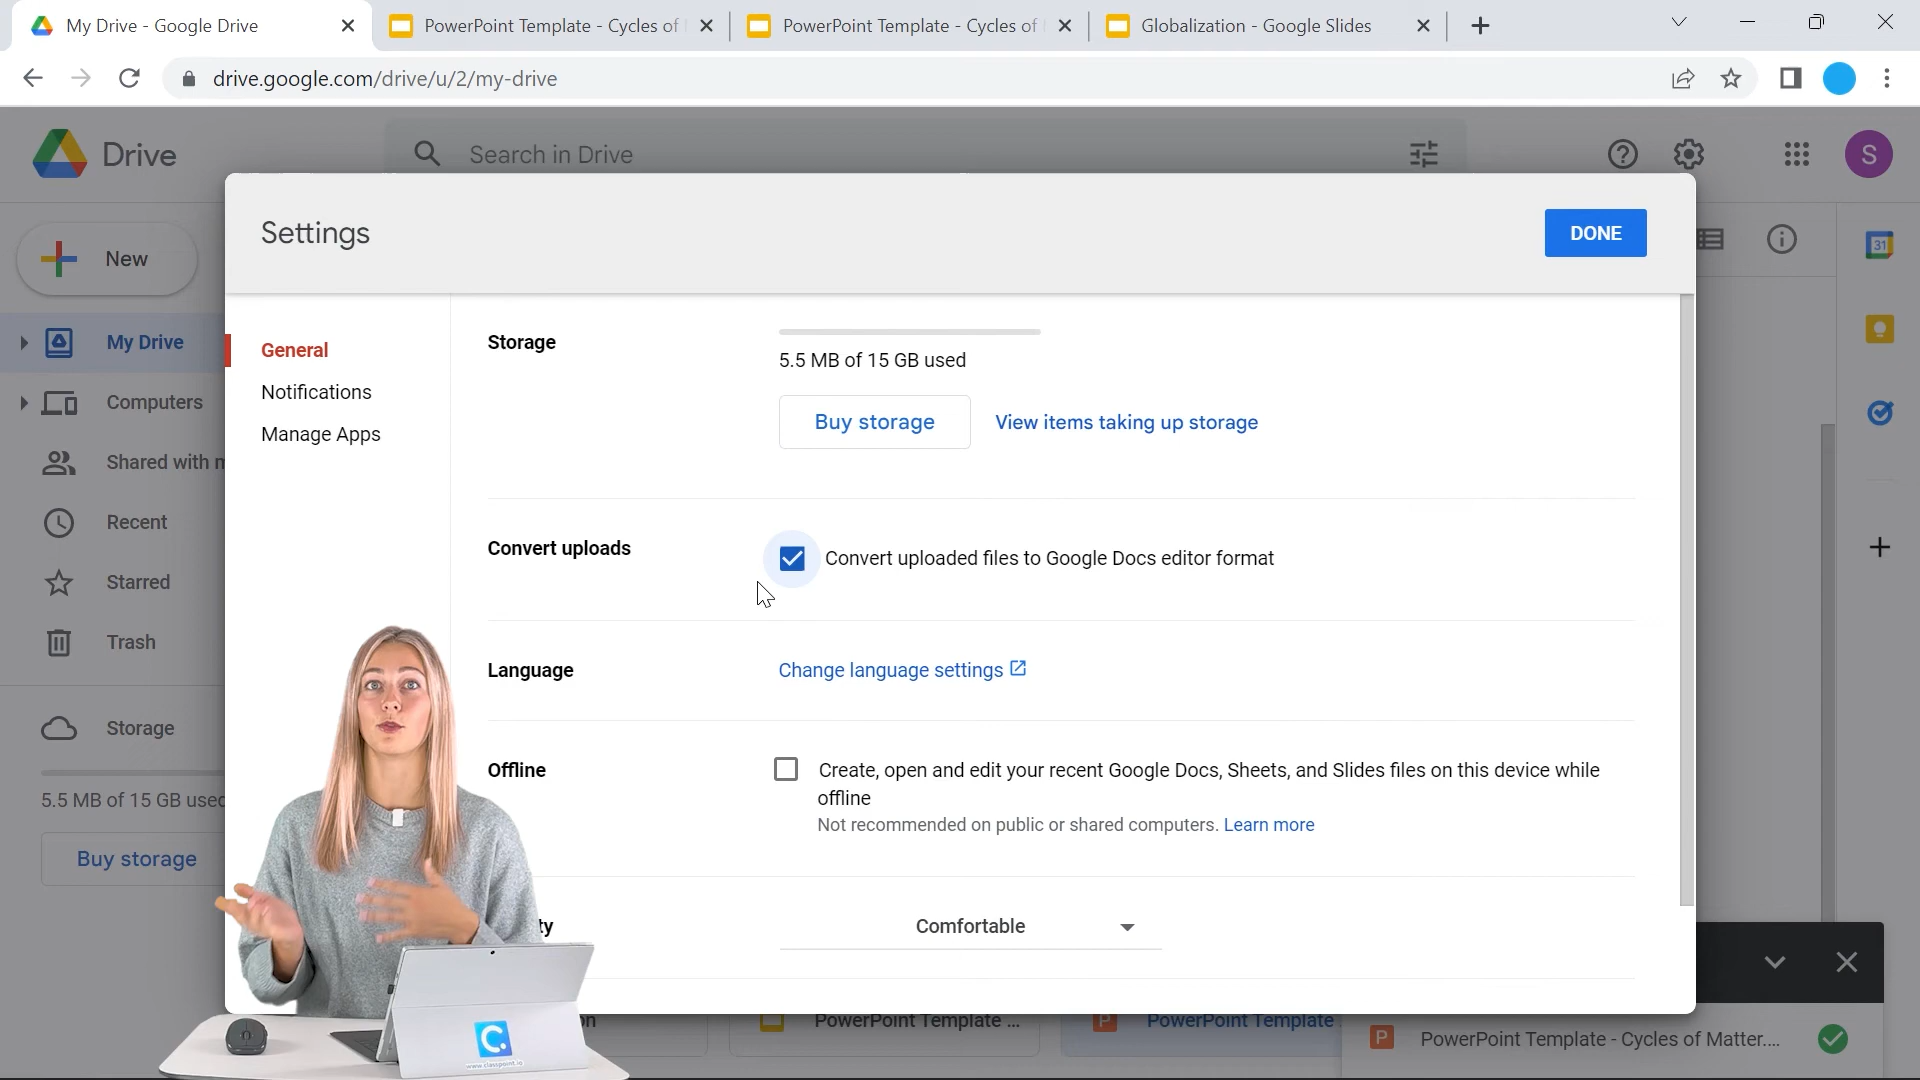 My Drive - Google Drive
PowerPoint Template - Cycles of
PowerPoint Template - Cycles of
Globalization - Google Slides
drive.google.com/drive/u/2/my-drive
Drive
Search in Drive
S
Settings
DONE
New
31
My Drive
Computers
Shared with m
Recent
Starred
Trash
Storage
5.5 MB of 15 GB used
Buy storage
General
Notifications
Manage Apps
Storage
5.5 MB of 15 GB used
Buy storage
View items taking up storage
Convert uploads
Convert uploaded files to Google Docs editor format
Language
Change language settings
Offline
Create, open and edit your recent Google Docs, Sheets, and Slides files on this device while
offline
Not recommended on public or shared computers. Learn more
ty
Comfortable
on
PowerPoint Template ...
P
PowerPoint Template
P
PowerPoint Template - Cycles of Matter....
C.
www.classpoint.io